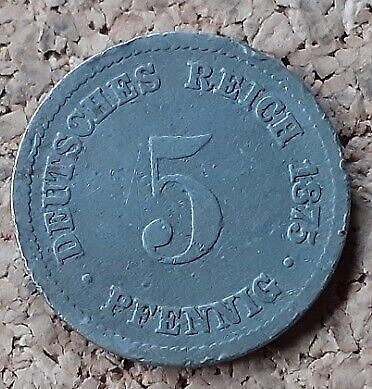 DEUTSCHES REICH 1875
5
· PFENNIG ·